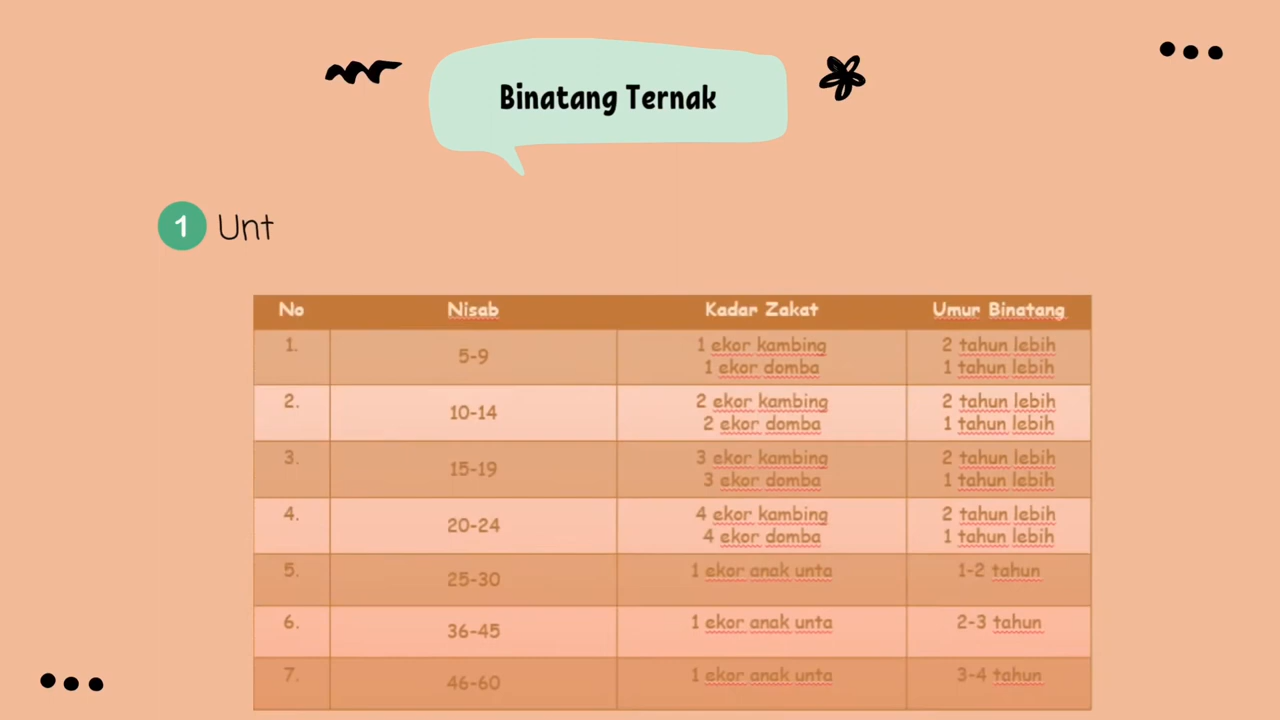 Binatang Ternak
1 Unt
No Nisab Kadar Zakat Umur Binatang
1. 5-9 1 ekor kambing 2 tahun lebih
1 ekor domba 1 tahun lebih
2. 10-14 2 ekor kambing 2 tahun lebih
2 ekor domba 1 tahun lebih
3. 15-19 3 ekor kambing 2 tahun lebih
3 ekor domba 1 tahun lebih
4. 20-24 4 ekor kambing 2 tahun lebih
4 ekor domba 1 tahun lebih
5. 25-30 1 ekor anak unta 1-2 tahun
6. 36-45 1 ekor anak unta 2-3 tahun
7. 46-60 1 ekor anak unta 3-4 tahun